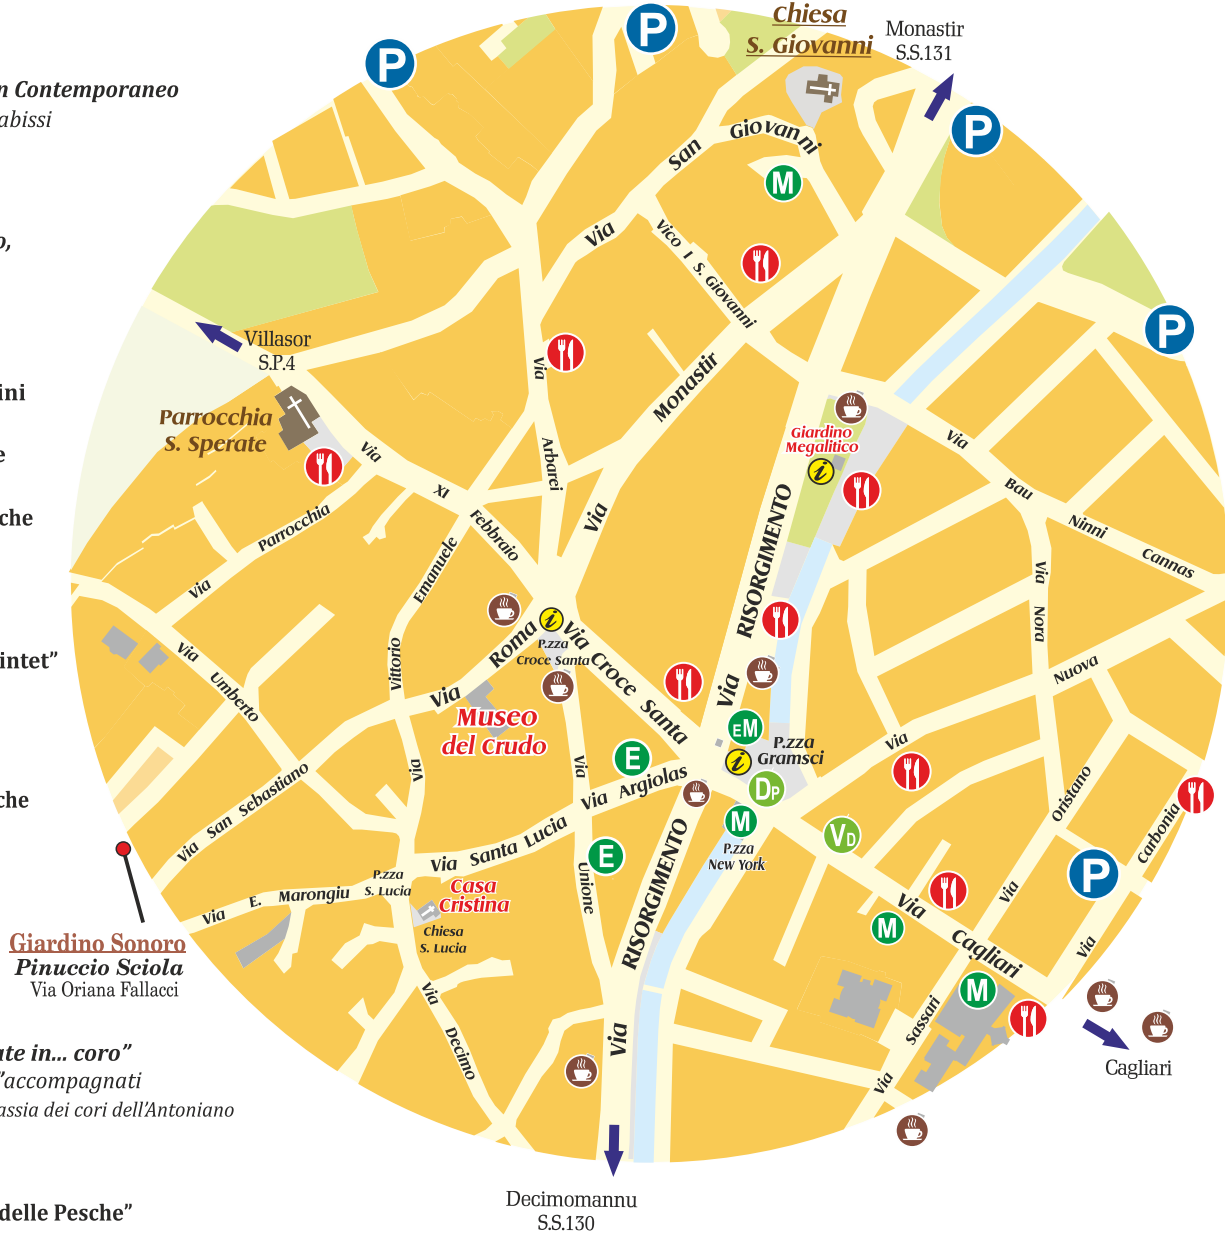 Chiesa
S. Giovanni
Monastir
S.S.131
P
P
P
n Contemporaneo
abissi
San Giovanni
M
Via
o,
Vico I S. Giovanni
P
Villasor
S.P.4
Via
Monastir
ini
Parrocchia
S. Sperate
Giardino
Megalitico
i
Via
Arbarei
Via
Via XI Febbraio
Via Bau Ninni Cannas
e
che
Via Parrocchia
Emanuele
Vittorio
Via
RISORGIMENTO
Via
Via Nora
i
P.zza
Croce Santa
Via Roma
Via Croce Santa
intet”
Via Umberto
Via Nuova
Museo
del Crudo
EM
P.zza
Gramsci
i
E
Via
Unione
Via Argiolas
DP
che
Via San Sebastiano
M
P.zza
New York
VD
Via Oristano
Via Carbonia
Via Santa Lucia
E
P.zza
S. Lucia
Casa
Cristina
P
Via E. Marongiu
RISORGIMENTO
Via
Via Cagliari
M
Chiesa
S. Lucia
Giardino Sonoro
Pinuccio Sciola
Via Oriana Fallacci
M
Via Decimo
Via Sassari
ate in... coro”
l’accompagnati
Cagliari
assia dei cori dell’Antoniano
Decimomannu
S.S.130
delle Pesche”